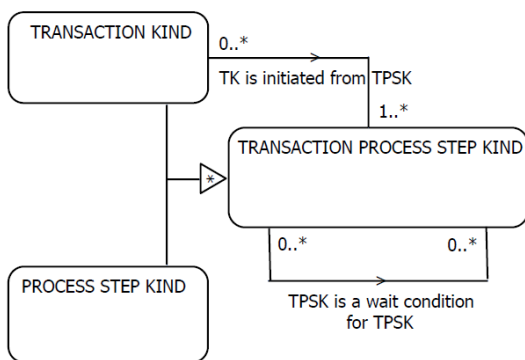 TRANSACTION KIND
0..*
TK is initiated from TPSK
1..*
TRANSACTION PROCESS STEP KIND
*
0..*
0..*
PROCESS STEP KIND
TPSK is a wait condition
for TPSK